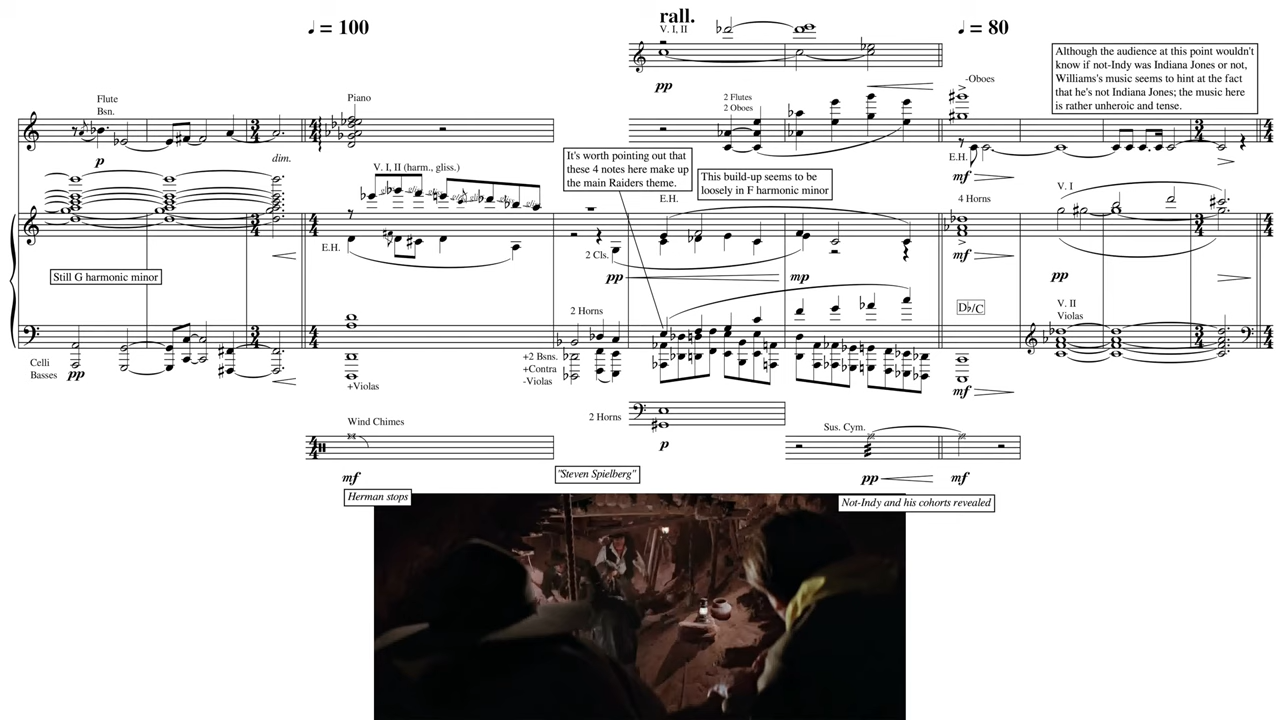 ♩ = 100
rall.
V. I, II
♩ = 80
Although the audience at this point wouldn't
know if not-Indy was Indiana Jones or not,
Williams's music seems to hint at the fact
that he's not Indiana Jones; the music here
is rather unheroic and tense.
pp
-Oboes
Flute
Bsn.
Piano
2 Flutes
2 Oboes
p
dim.
E.H.
mf
It's worth pointing out that
these 4 notes here make up
the main Raiders theme.
V. I, II (harm., gliss.)
This build-up seems to be
loosely in F harmonic minor
E.H.
4 Horns
V. I
E.H.
2 Cls.
mf
Still G harmonic minor
pp
mp
pp
2 Horns
D♭/C
V. II
Violas
Celli
Basses
pp
+2 Bsns.
+Contra
-Violas
+Violas
mf
Wind Chimes
2 Horns
Sus. Cym.
p
mf
"Steven Spielberg"
pp
mf
Herman stops
Not-Indy and his cohorts revealed